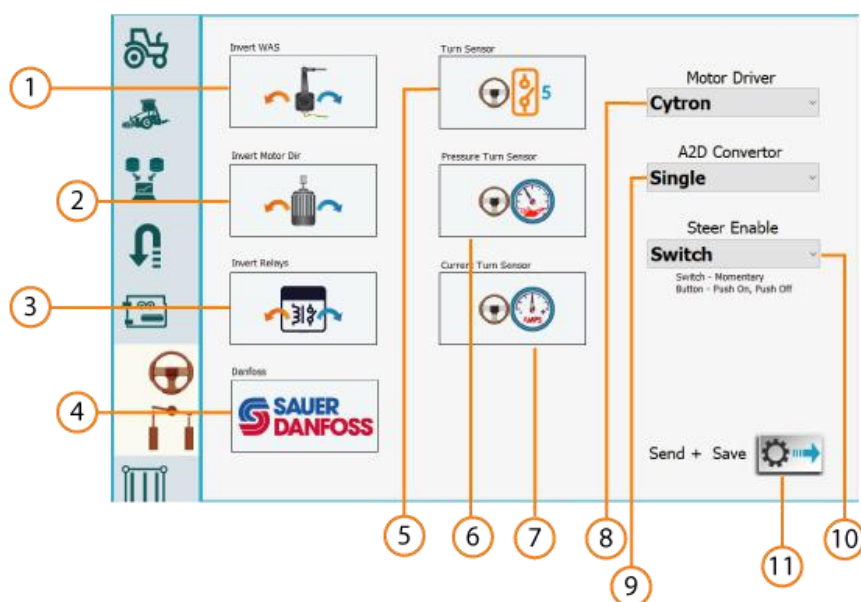 Invert WAS
Turn Sensor
5
Motor Driver
Cytron
1
Invert Motor Dir
Pressure Turn Sensor
A2D Convertor
Single
2
Invert Relays
Current Turn Sensor
AMPS
Steer Enable
Switch
Switch - Momentary
Button - Push On, Push Off
3
Danfoss
SAUER
DANFOSS
4
Send + Save
5
6
7
8
9
10
11